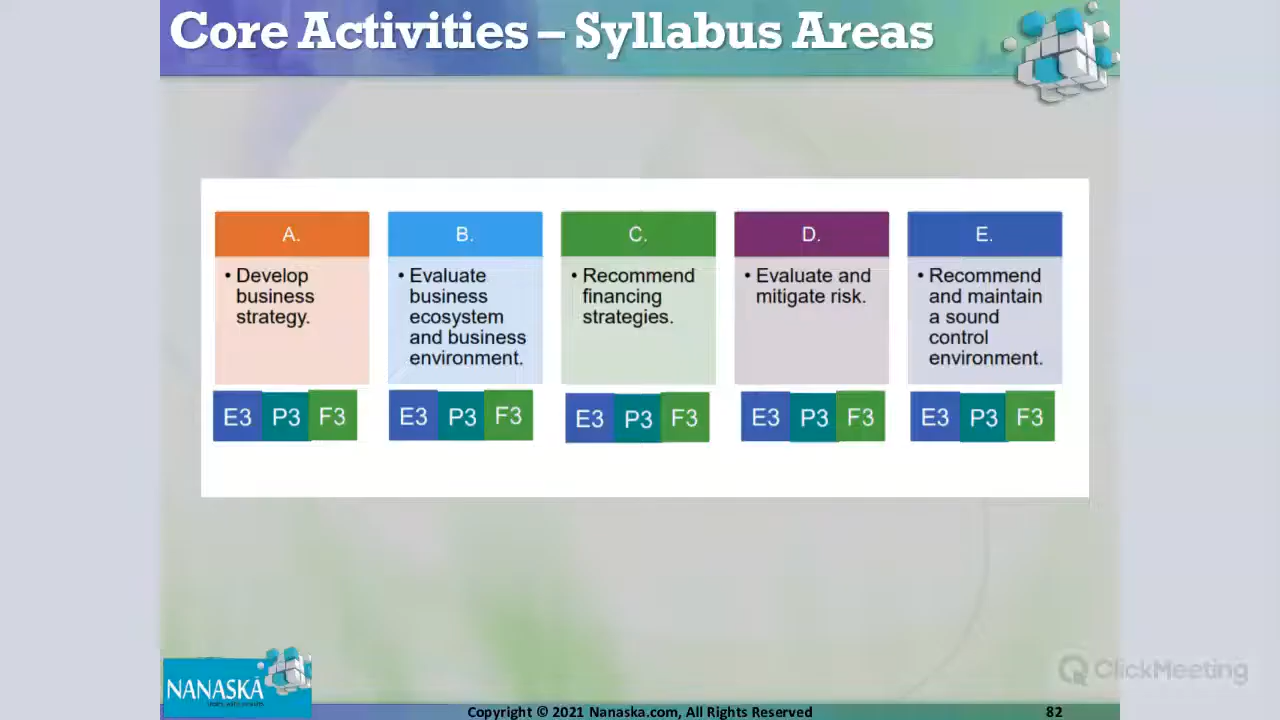 Core Activities – Syllabus Areas
A.
• Develop
business
strategy.
E3 P3 F3
B.
• Evaluate
business
ecosystem
and business
environment.
E3 P3 F3
C.
• Recommend
financing
strategies.
E3 P3 F3
D.
• Evaluate and
mitigate risk.
E3 P3 F3
E.
• Recommend
and maintain
a sound
control
environment.
E3 P3 F3
NANASKA
ClickMeeting
Copyright © 2021 Nanaska.com, All Rights Reserved
82